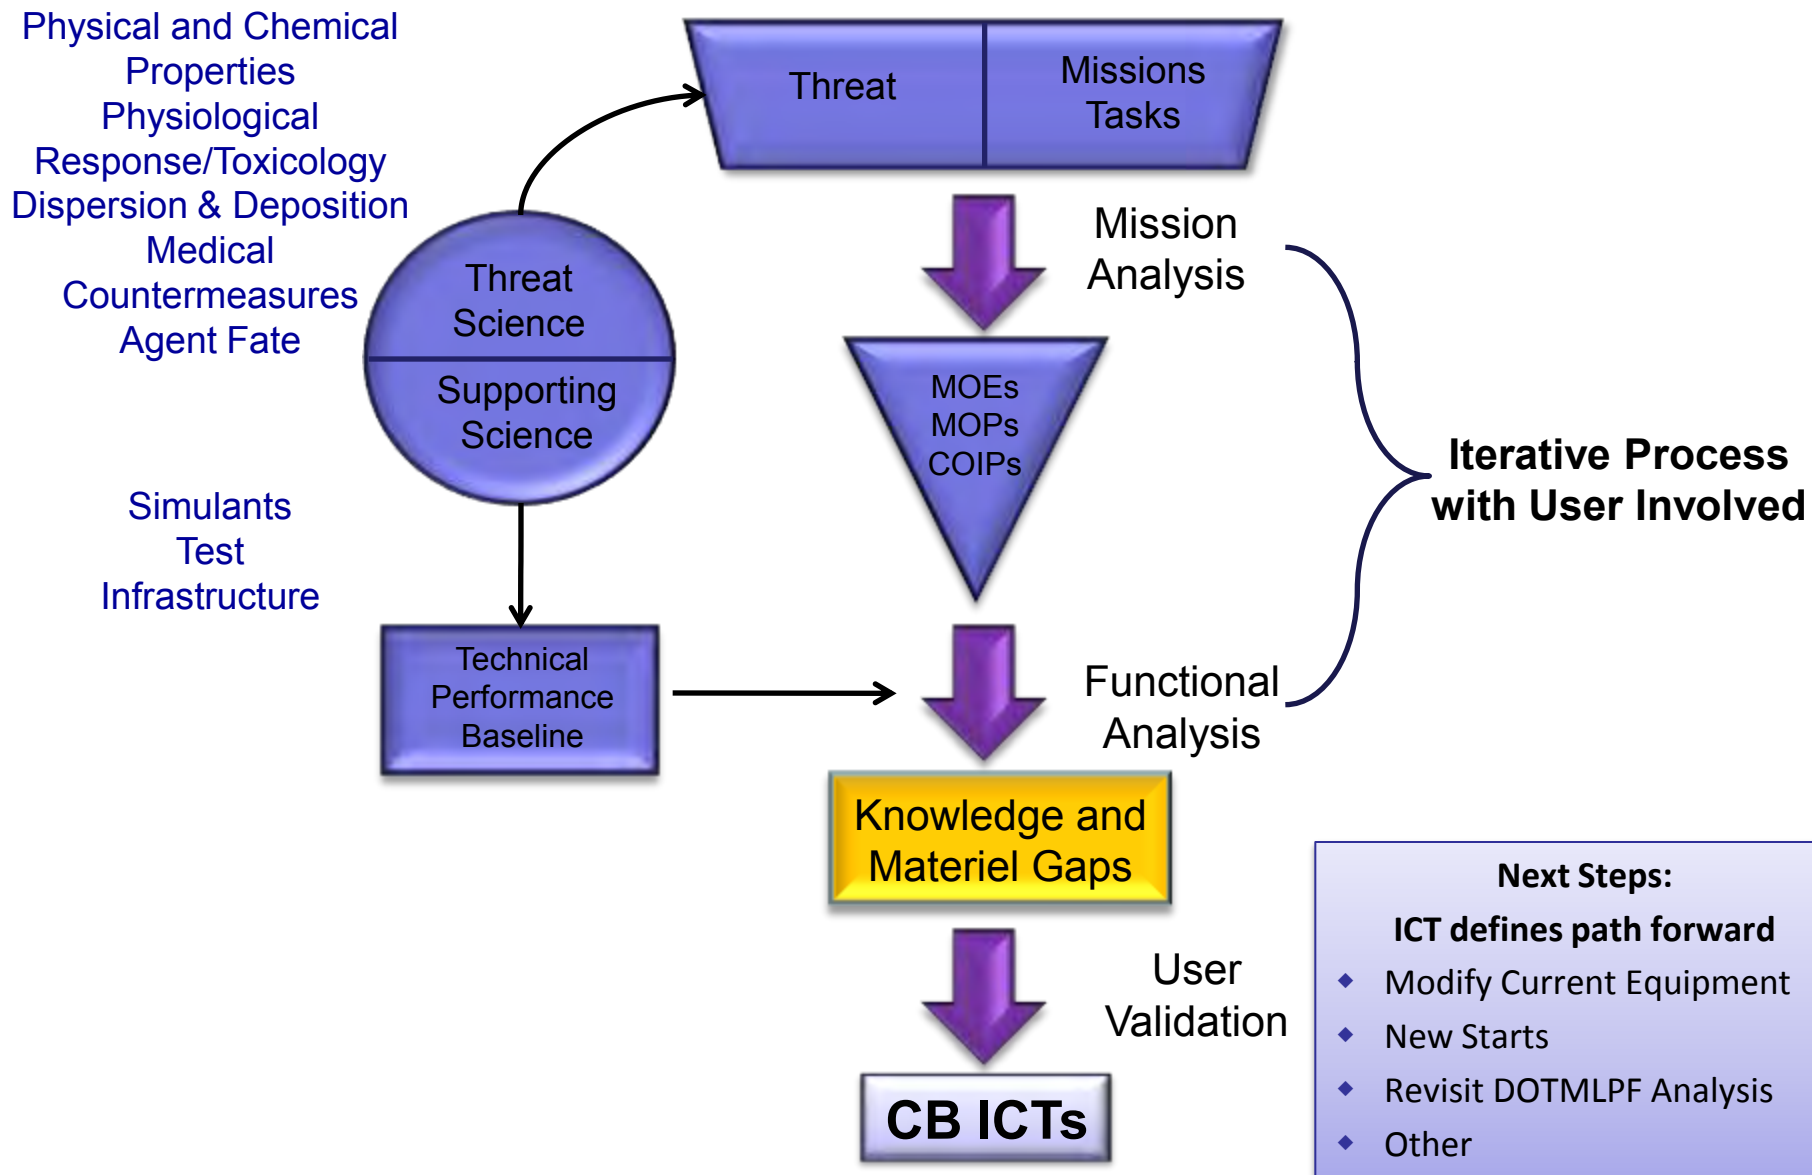 Physical and Chemical
Properties
Physiological
Response/Toxicology
Dispersion & Deposition
Medical
Countermeasures
Agent Fate
Threat
Missions
Tasks
Threat
Science
Supporting
Science
Mission
Analysis
MOEs
MOPs
COIPs
Iterative Process
with User Involved
Simulants
Test
Infrastructure
Technical
Performance
Baseline
Functional
Analysis
Knowledge and
Materiel Gaps
User
Validation
CB ICTs
Next Steps:
ICT defines path forward
◆ Modify Current Equipment
◆ New Starts
◆ Revisit DOTMLPF Analysis
◆ Other